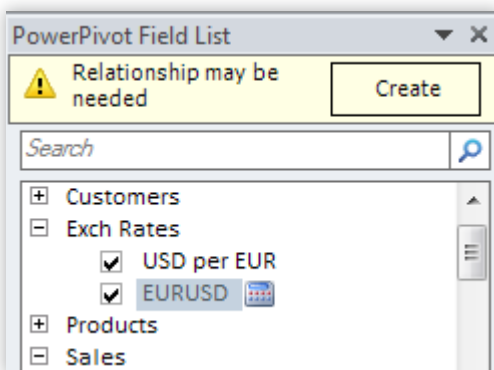 PowerPivot Field List
Relationship may be
needed
Create
Search
Customers
Exch Rates
USD per EUR
EURUSD
Products
Sales